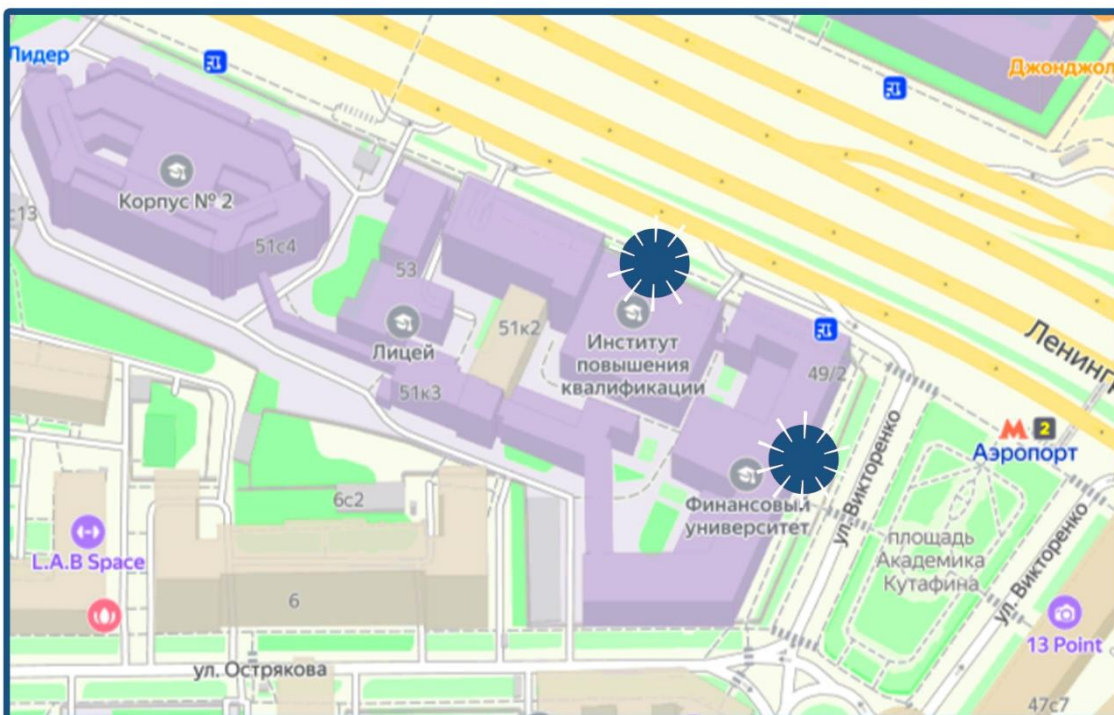 Лидер
Джонджол
Корпус № 2
с13
51с4
53
51к2
Лицей
Институт
повышения
квалификации
49/2
Ленинг
51к3
М 2
Аэропорт
ул. Викторенко
6с2
Финансовый
университет
площадь
Академика
Кутафина
ул. Викторенко
L.A.B Space
6
13 Point
ул. Острякова
47с7